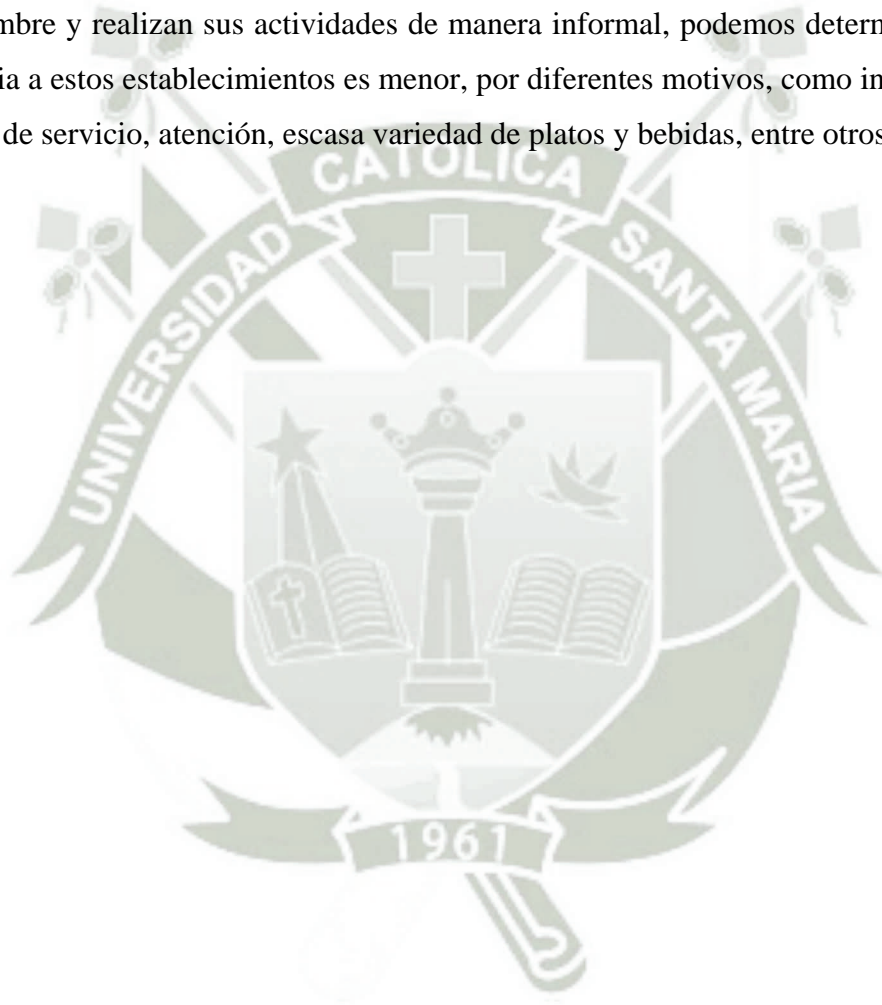 mbre y realizan sus actividades de manera informal, podemos determ
ia a estos establecimientos es menor, por diferentes motivos, como in
de servicio, atención, escasa variedad de platos y bebidas, entre otros
UNIVERSIDAD CATOLICA SANTA MARIA
1961